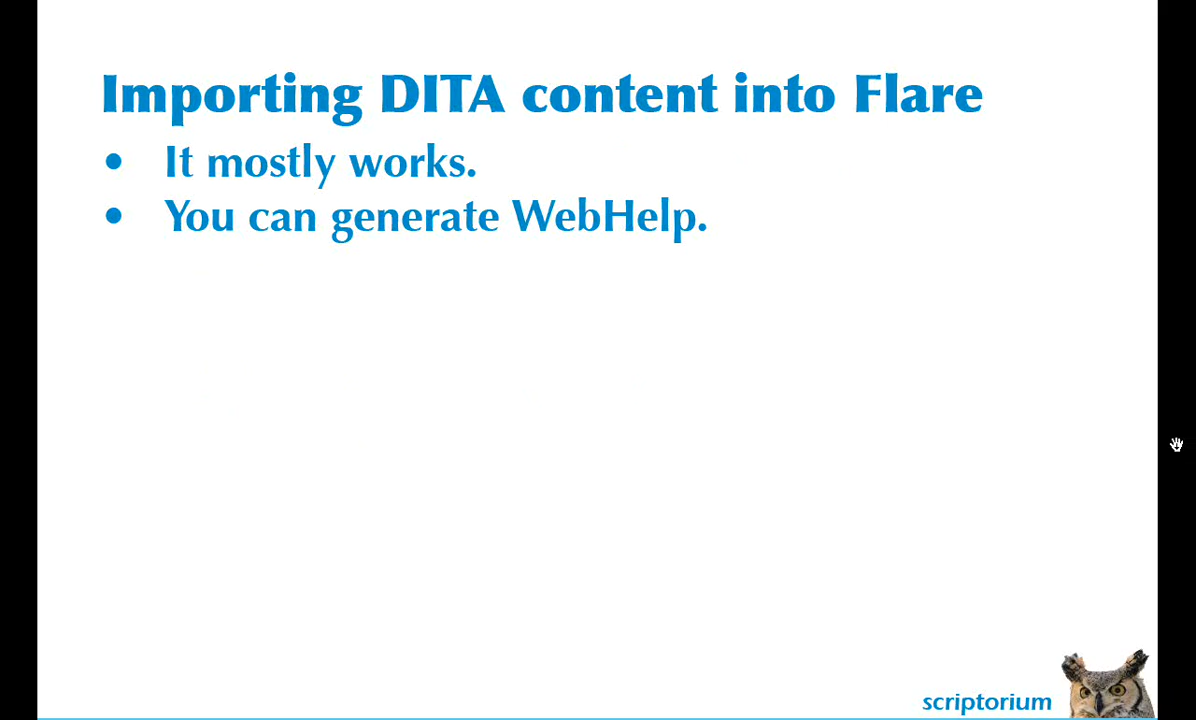 Importing DITA content into Flare
• It mostly works.
• You can generate WebHelp.
scriptorium